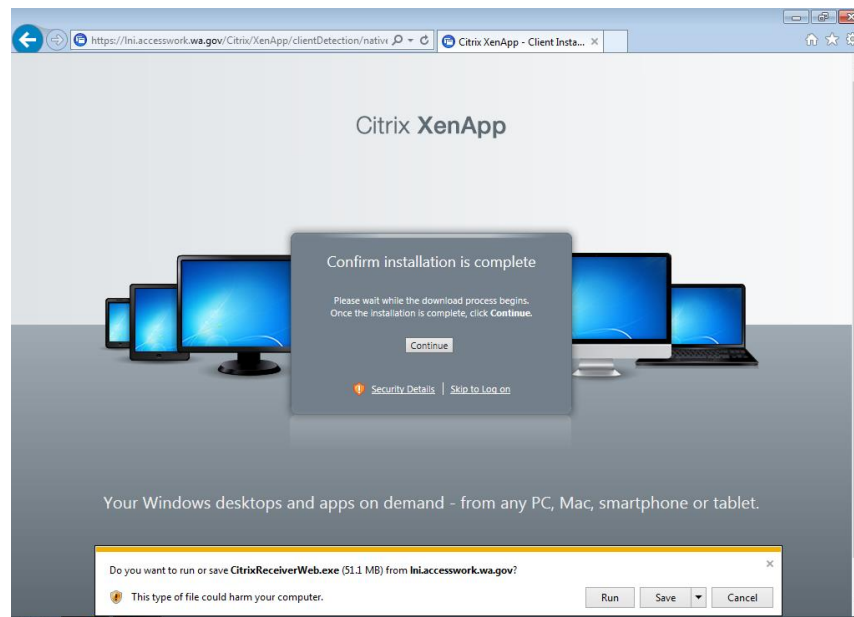 https://lni.accesswork.wa.gov/Citrix/XenApp/clientDetection/native
Citrix XenApp - Client Insta...
Citrix XenApp
Confirm installation is complete
Please wait while the download process begins.
Once the installation is complete, click Continue.
Continue
Security Details | Skip to Log on
Your Windows desktops and apps on demand - from any PC, Mac, smartphone or tablet.
Do you want to run or save CitrixReceiverWeb.exe (51.1 MB) from lni.accesswork.wa.gov?
This type of file could harm your computer.
Run
Save
Cancel